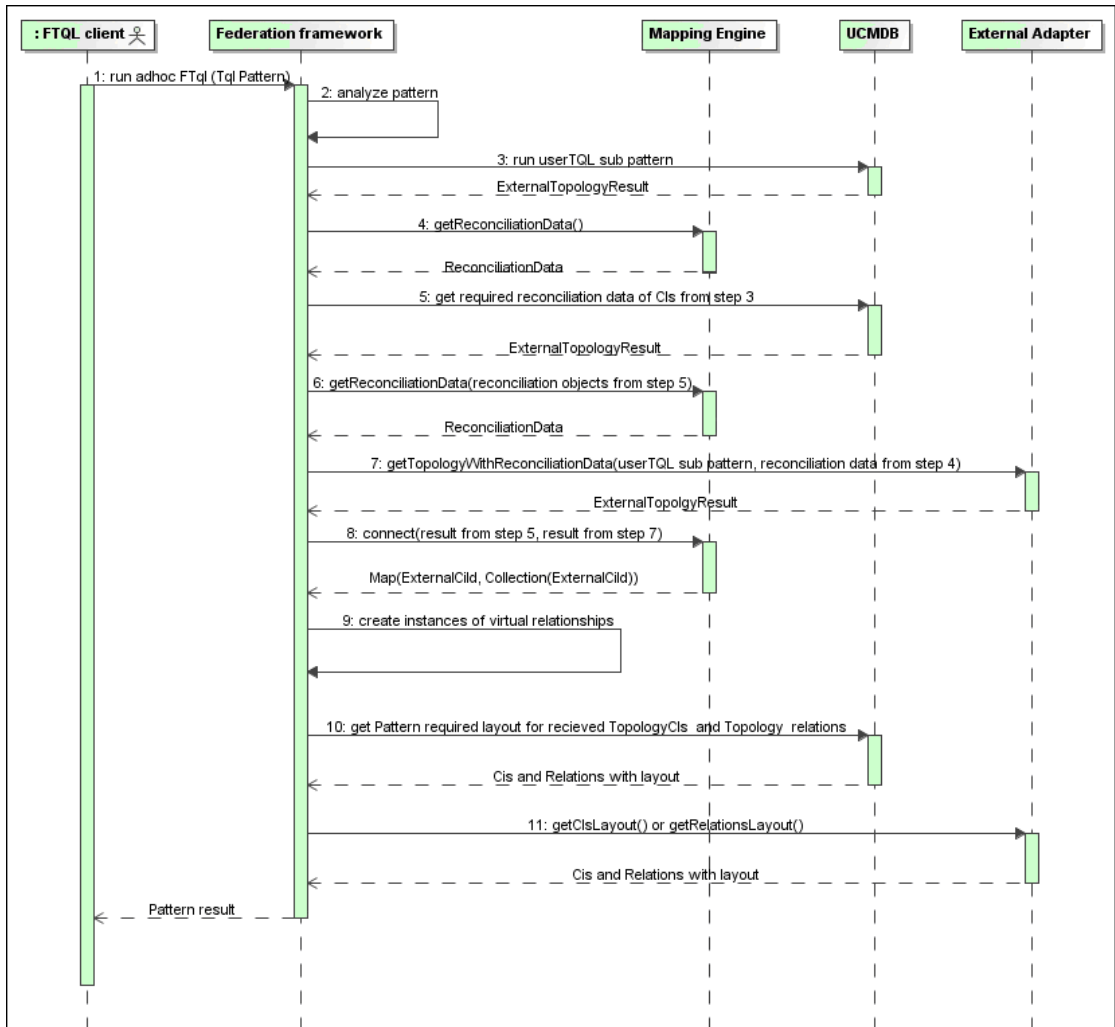 : FTQL client
Federation framework
Mapping Engine
UCMDB
External Adapter
1: run adhoc FTql (Tql Pattern)
2: analyze pattern
3: run userTQL sub pattern
ExternalTopologyResult
4: getReconciliationData()
ReconciliationData
5: get required reconciliation data of CIs from step 3
ExternalTopologyResult
6: getReconciliationData(reconciliation objects from step 5)
ReconciliationData
7: getTopologyWithReconciliationData(userTQL sub pattern, reconciliation data from step 4)
ExternalTopolgyResult
8: connect(result from step 5, result from step 7)
Map(ExternalCiId, Collection(ExternalCiId))
9: create instances of virtual relationships
10: get Pattern required layout for recieved TopologyCIs and Topology relations
Cis and Relations with layout
11: getCIsLayout() or getRelationsLayout()
Cis and Relations with layout
Pattern result